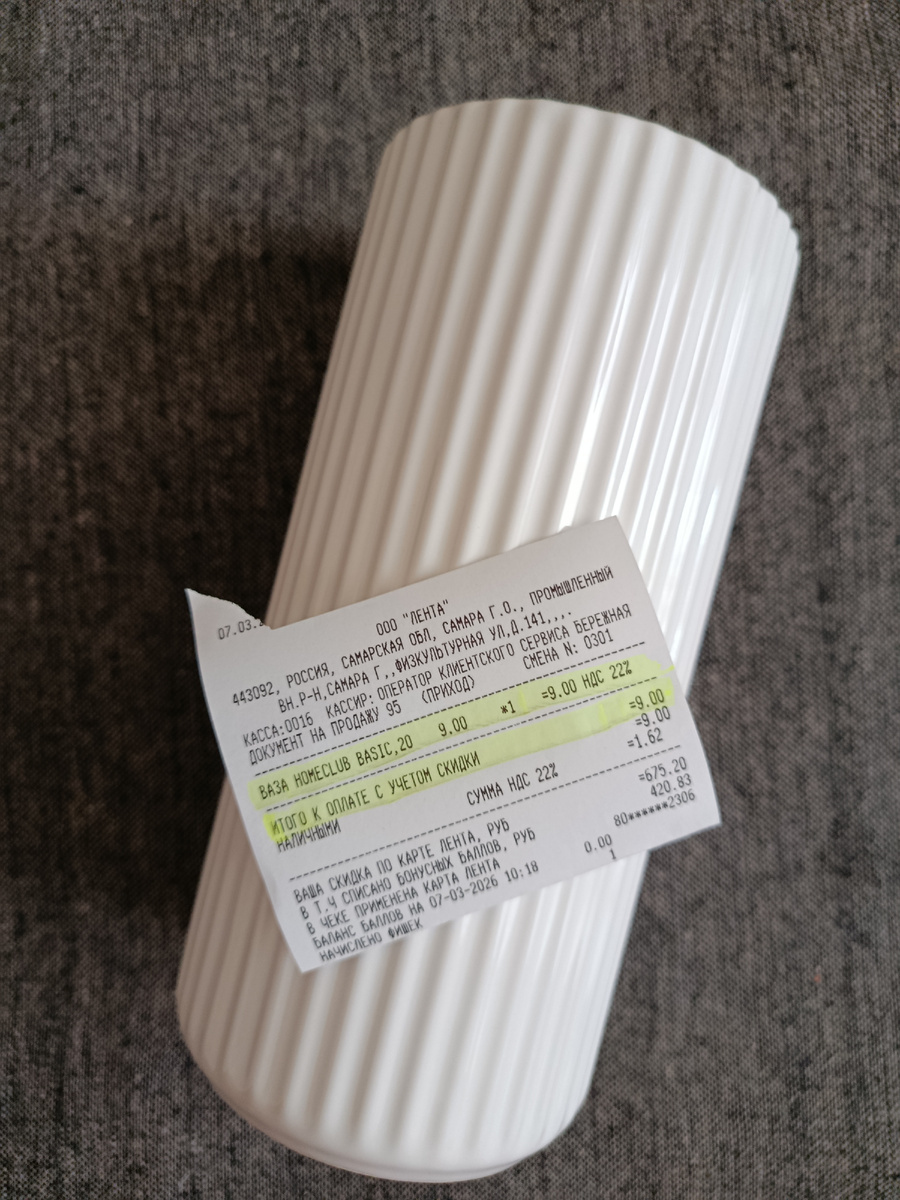 07.03.
ООО "ЛЕНТА"
443092, РОССИЯ, САМАРСКАЯ ОБЛ, САМАРА Г.О., ПРОМЫШЛЕННЫЙ
ВН.Р-Н,САМАРА Г,,ФИЗКУЛЬТУРНАЯ УЛ,Д.141,,,.
КАССА:0016 КАССИР: ОПЕРАТОР КЛИЕНТСКОГО СЕРВИСА БЕРЕЖНАЯ
ДОКУМЕНТ НА ПРОДАЖУ 95 (ПРИХОД) СМЕНА N: 0301
ВАЗА HOMECLUB BASIC,20 9.00 *1 =9.00 НДС 22%
ИТОГО К ОПЛАТЕ С УЧЕТОМ СКИДКИ =9.00
НАЛИЧНЫМИ =9.00
СУММА НДС 22% =1.62
ВАША СКИДКА ПО КАРТЕ ЛЕНТА, РУБ =675.20
В Т.Ч СПИСАНО БОНУСНЫХ БАЛЛОВ, РУБ 420.83
В ЧЕКЕ ПРИМЕНЕНА КАРТА ЛЕНТА 80******2306
БАЛАНС БАЛЛОВ НА 07-03-2026 10:18 0.00
НАЧИСЛЕНО ФИШЕК 1